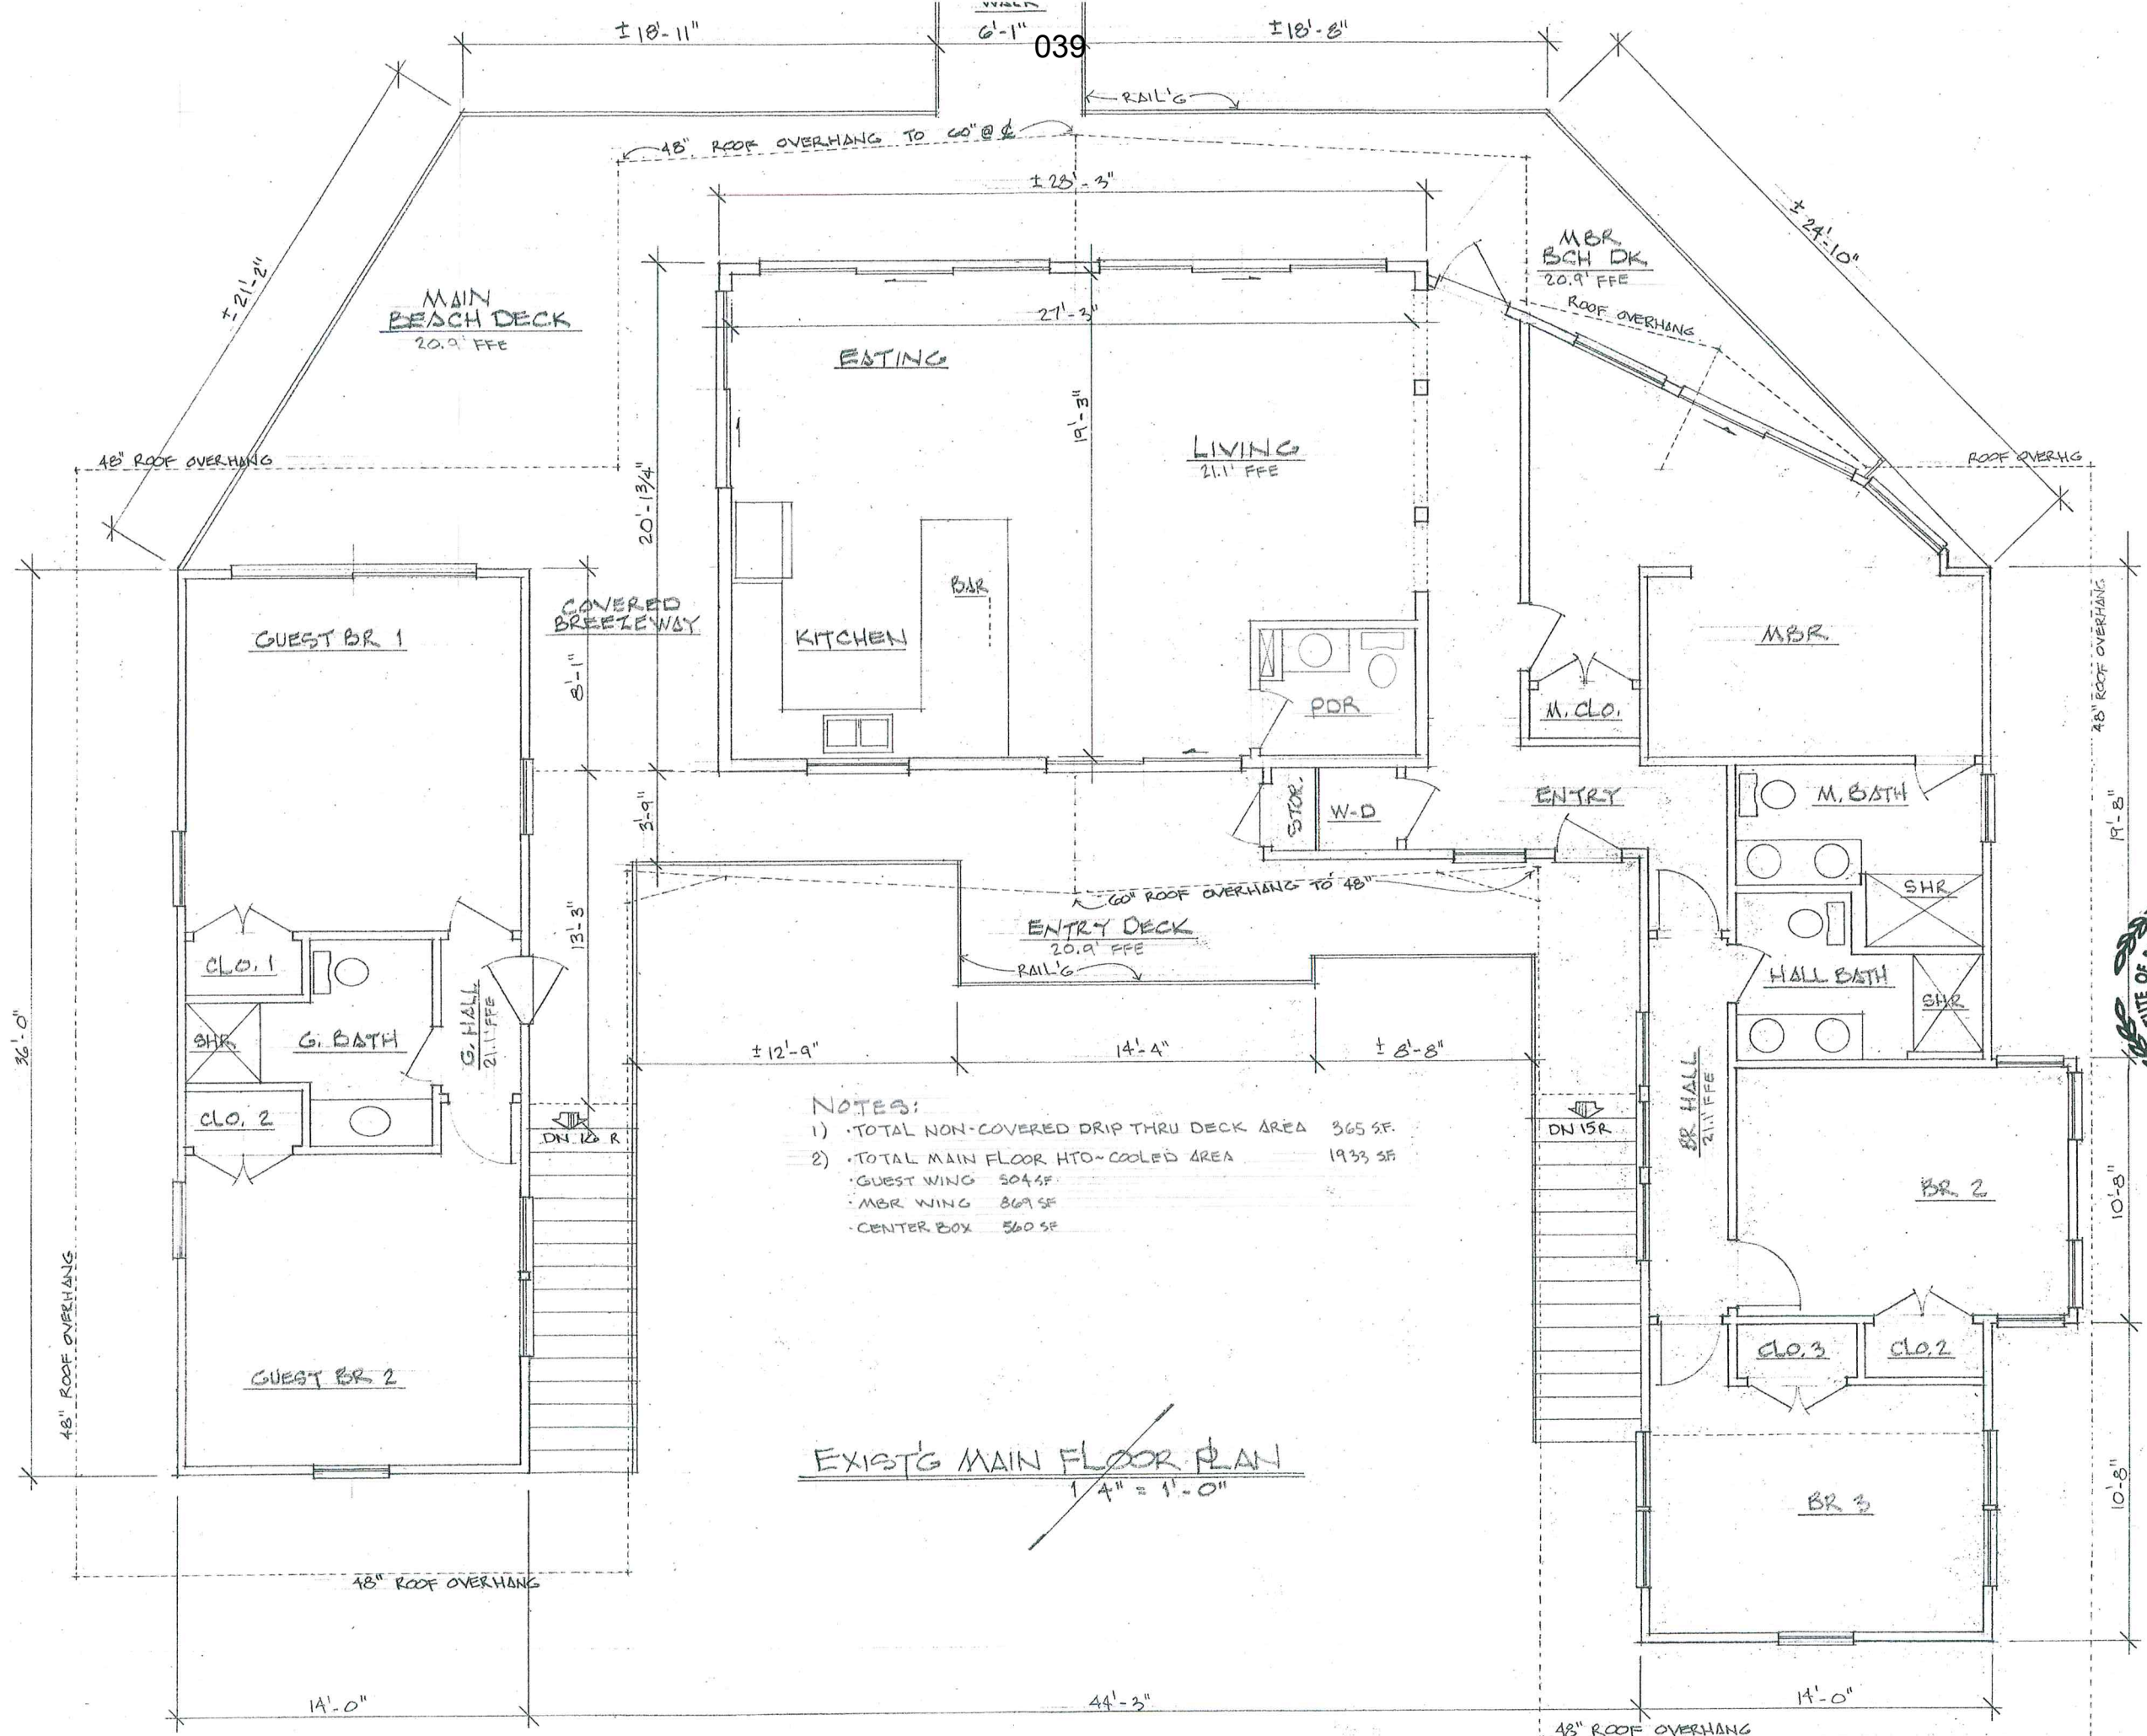 WALK
± 18'-11"
6'-1"
± 18'-8"
039
RAIL'G
48" ROOF OVERHANG TO 60" @ ℄
± 28'-3"
± 21'-2"
± 24'-10"
MBR
BCH DK
20.9' FFE
ROOF OVERHANG
MAIN
BEACH DECK
20.9' FFE
27'-3"
EATING
19'-3"
LIVING
21.1' FFE
48" ROOF OVERHANG
ROOF OVERHG
20'-1 3/4"
COVERED
BREEZEWAY
BAR
GUEST BR 1
KITCHEN
MBR
48" ROOF OVERHANG
8'-1"
PDR
M. CLO.
3'-9"
STOR.
W-D
ENTRY
M. BATH
19'-8"
60" ROOF OVERHANG TO 48"
SHR
13'-3"
ENTRY DECK
20.9' FFE
RAIL'G
CLO. 1
HALL BATH
SHR
SHR
G. BATH
G. HALL
21.1' FFE
36'-0"
± 12'-9"
14'-4"
± 8'-8"
CLO. 2
DN 16 R
DN 15R
BR HALL
21.1' FFE
NOTES:
1) ·TOTAL NON-COVERED DRIP THRU DECK AREA 365 S.F.
2) ·TOTAL MAIN FLOOR HTD~COOLED AREA 1933 SF
·GUEST WING 504 SF
·MBR WING 869 SF
·CENTER BOX 560 SF
BR 2
10'-8"
48" ROOF OVERHANG
GUEST BR 2
CLO. 3
CLO. 2
EXIST'G MAIN FLOOR PLAN
1 4" = 1'-0"
BR 3
10'-8"
48" ROOF OVERHANG
14'-0"
44'-3"
14'-0"
48" ROOF OVERHANG